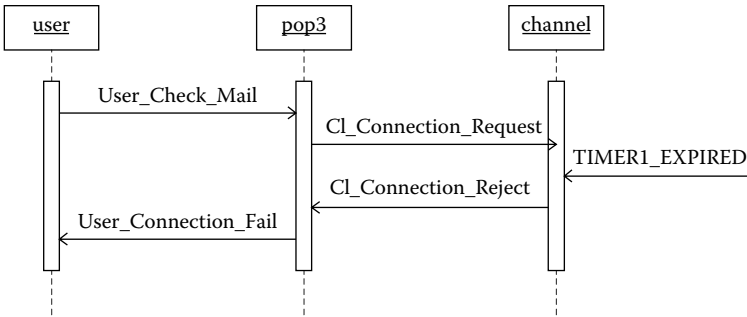 user
pop3
channel
User_Check_Mail
Cl_Connection_Request
TIMER1_EXPIRED
Cl_Connection_Reject
User_Connection_Fail